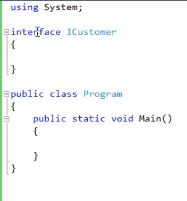 using System;
interface ICustomer
{
}
public class Program
{
public static void Main()
{
}
}